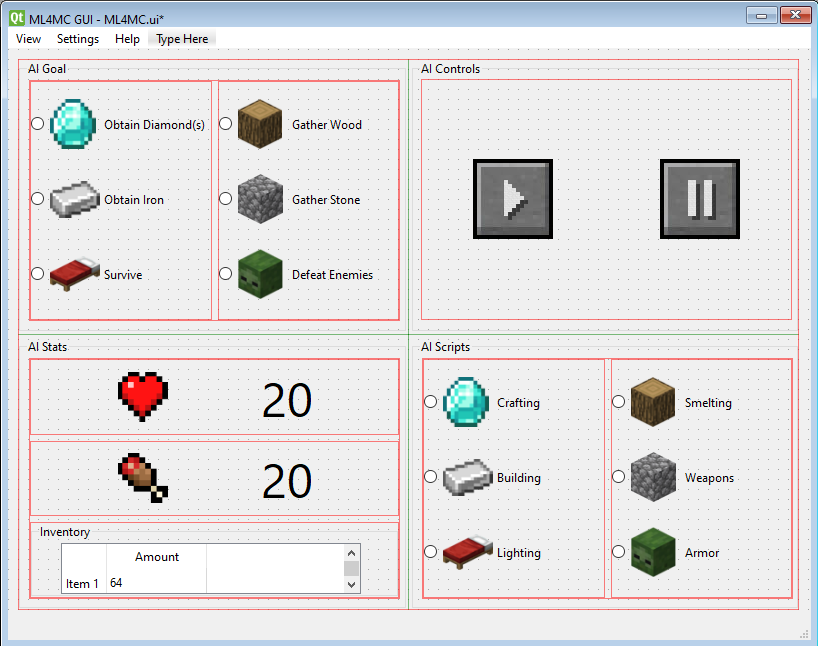 Qt ML4MC GUI - ML4MC.ui*
View Settings Help Type Here
AI Goal
Obtain Diamond(s)
Gather Wood
Obtain Iron
Gather Stone
Survive
Defeat Enemies
AI Controls
AI Stats
20
20
Inventory
Amount
Item 1 64
AI Scripts
Crafting
Smelting
Building
Weapons
Lighting
Armor